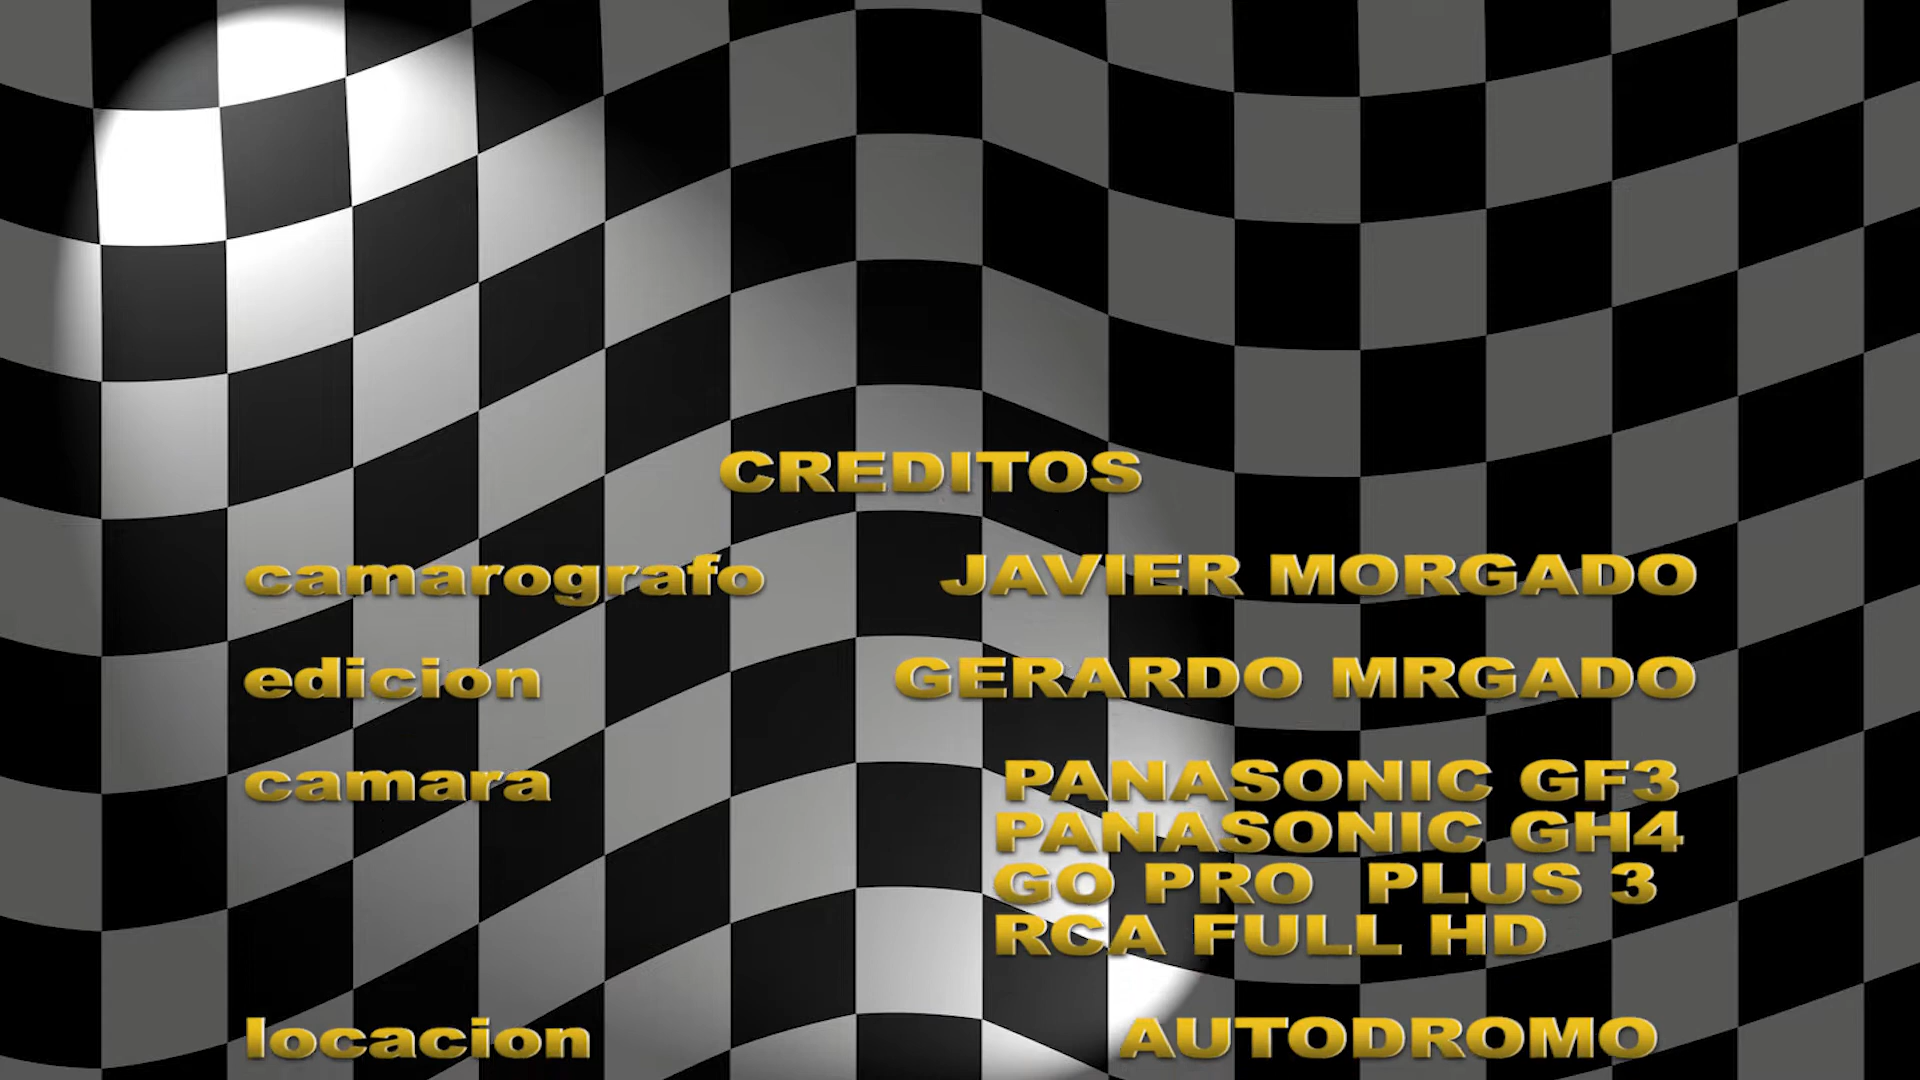 CREDITOS
camarografo JAVIER MORGADO
edicion GERARDO MRGADO
camara PANASONIC GF3
PANASONIC GH4
GO PRO PLUS 3
RCA FULL HD
locacion AUTODROMO